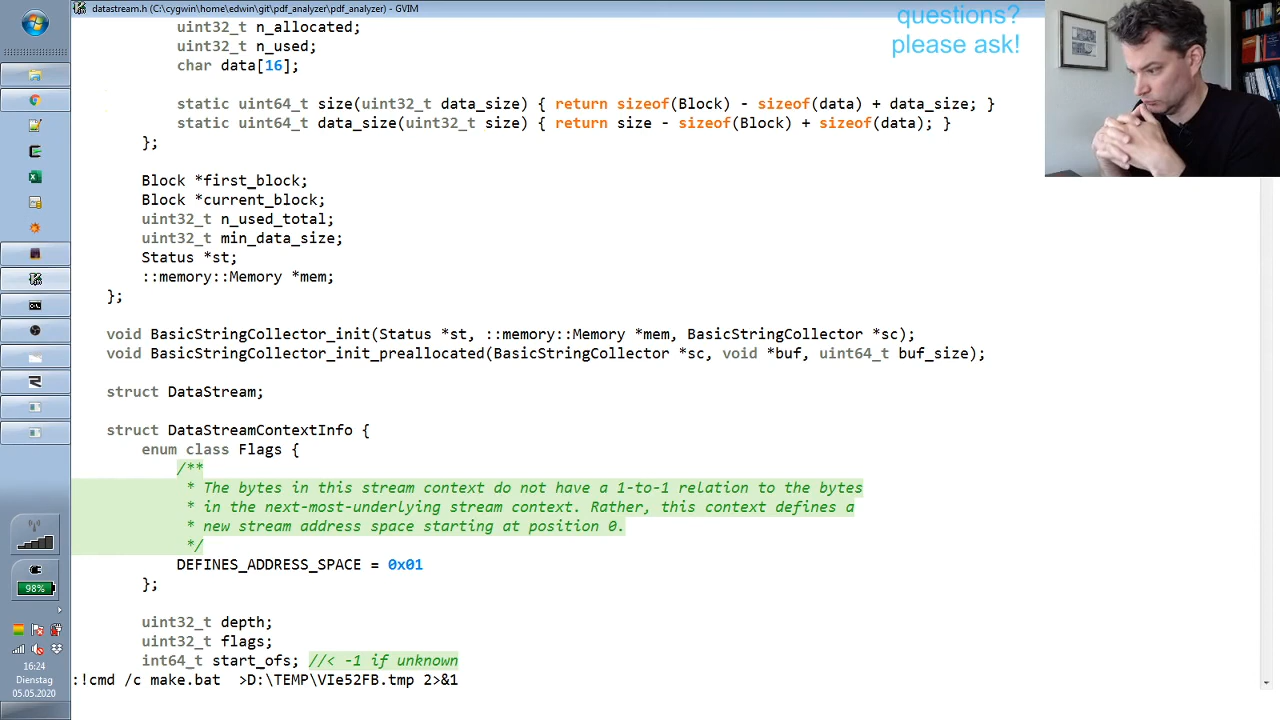 datastream.h (C:\cygwin\home\edwin\git\pdf_analyzer\pdf_analyzer) - GVIM
questions?
please ask!
uint32_t n_allocated;
uint32_t n_used;
char data[16];
static uint64_t size(uint32_t data_size) { return sizeof(Block) - sizeof(data) + data_size; }
static uint64_t data_size(uint32_t size) { return size - sizeof(Block) + sizeof(data); }
};
Block *first_block;
Block *current_block;
uint32_t n_used_total;
uint32_t min_data_size;
Status *st;
::memory::Memory *mem;
};
void BasicStringCollector_init(Status *st, ::memory::Memory *mem, BasicStringCollector *sc);
void BasicStringCollector_init_preallocated(BasicStringCollector *sc, void *buf, uint64_t buf_size);
struct DataStream;
struct DataStreamContextInfo {
enum class Flags {
/**
* The bytes in this stream context do not have a 1-to-1 relation to the bytes
* in the next-most-underlying stream context. Rather, this context defines a
* new stream address space starting at position 0.
*/
DEFINES_ADDRESS_SPACE = 0x01
};
uint32_t depth;
uint32_t flags;
int64_t start_ofs; //< -1 if unknown
:!cmd /c make.bat  >D:\TEMP\VIe52FB.tmp 2>&1
98%
16:24
Dienstag
05.05.2020